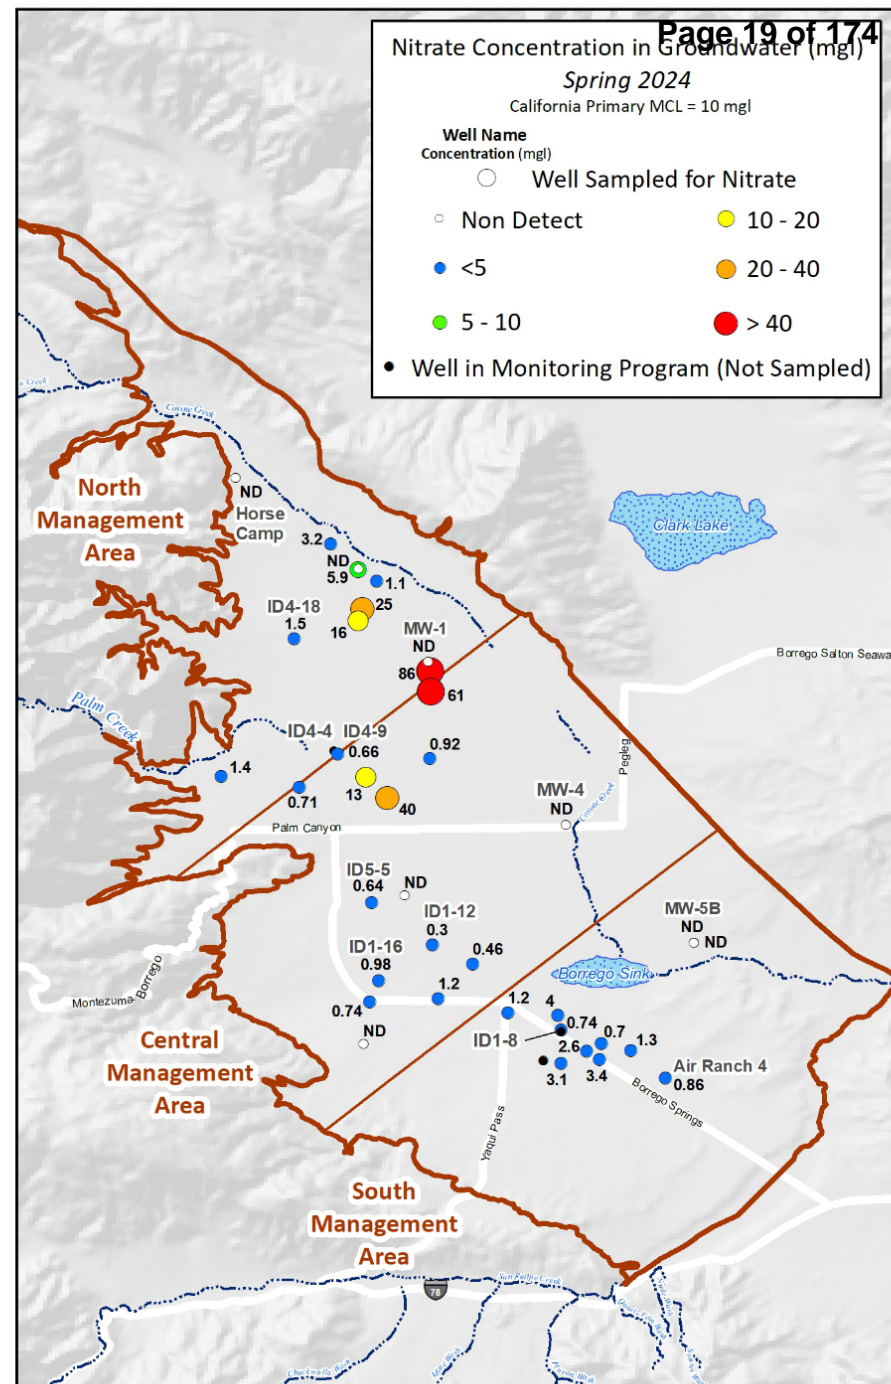 Page 19 of 174
Nitrate Concentration in Groundwater (mgl)
Spring 2024
California Primary MCL = 10 mgl
Well Name
Concentration (mgl)
Well Sampled for Nitrate
Non Detect
10 - 20
<5
20 - 40
5 - 10
> 40
Well in Monitoring Program (Not Sampled)
Creek
Coyote Creek
North
Management
Area
ND
Horse
Camp
Clark Lake
3.2
ND
5.9
1.1
ID4-18
1.5
25
16
MW-1
ND
86
61
Borrego Salton Seawa
Palm Creek
ID4-4
ID4-9
0.66
0.92
Pegleg
1.4
0.71
13
40
MW-4
ND
Coyote Creek
Palm Canyon
ID5-5
0.64
ND
ID1-12
0.3
MW-5B
ND
ND
ID1-16
0.98
0.46
Borrego Sink
Montezuma-Borrego
0.74
1.2
1.2
4
ND
0.74
ID1-8
0.7
2.6
1.3
3.1
3.4
Air Ranch 4
0.86
Central
Management
Area
Borrego Springs
Yaqui Pass
South
Management
Area
San Felipe Creek
78
Chuckwalla Wash